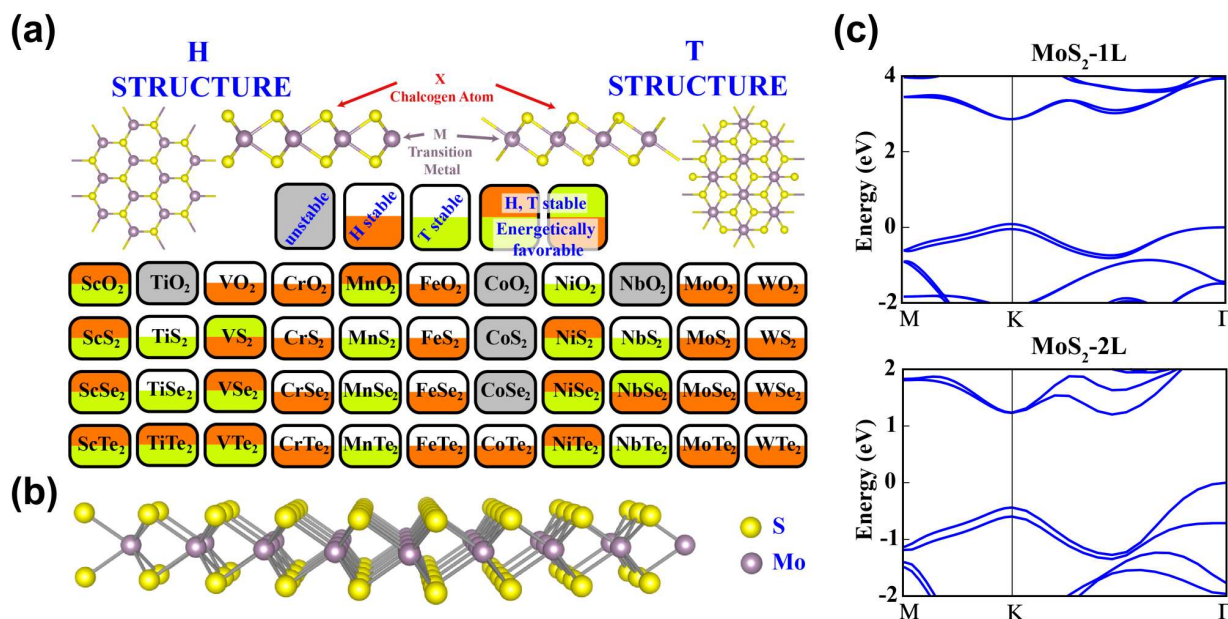 (a)
H
STRUCTURE
X
Chalcogen Atom
M
Transition
Metal
T
STRUCTURE
unstable
H stable
T stable
H, T stable
Energetically
favorable
ScO₂ TiO₂ VO₂ CrO₂ MnO₂ FeO₂ CoO₂ NiO₂ NbO₂ MoO₂ WO₂
ScS₂ TiS₂ VS₂ CrS₂ MnS₂ FeS₂ CoS₂ NiS₂ NbS₂ MoS₂ WS₂
ScSe₂ TiSe₂ VSe₂ CrSe₂ MnSe₂ FeSe₂ CoSe₂ NiSe₂ NbSe₂ MoSe₂ WSe₂
ScTe₂ TiTe₂ VTe₂ CrTe₂ MnTe₂ FeTe₂ CoTe₂ NiTe₂ NbTe₂ MoTe₂ WTe₂
(b)
S
Mo
(c)
MoS₂-1L
Energy (eV)
4
2
0
-2
M K Γ
MoS₂-2L
Energy (eV)
2
1
0
-1
-2
M K Γ